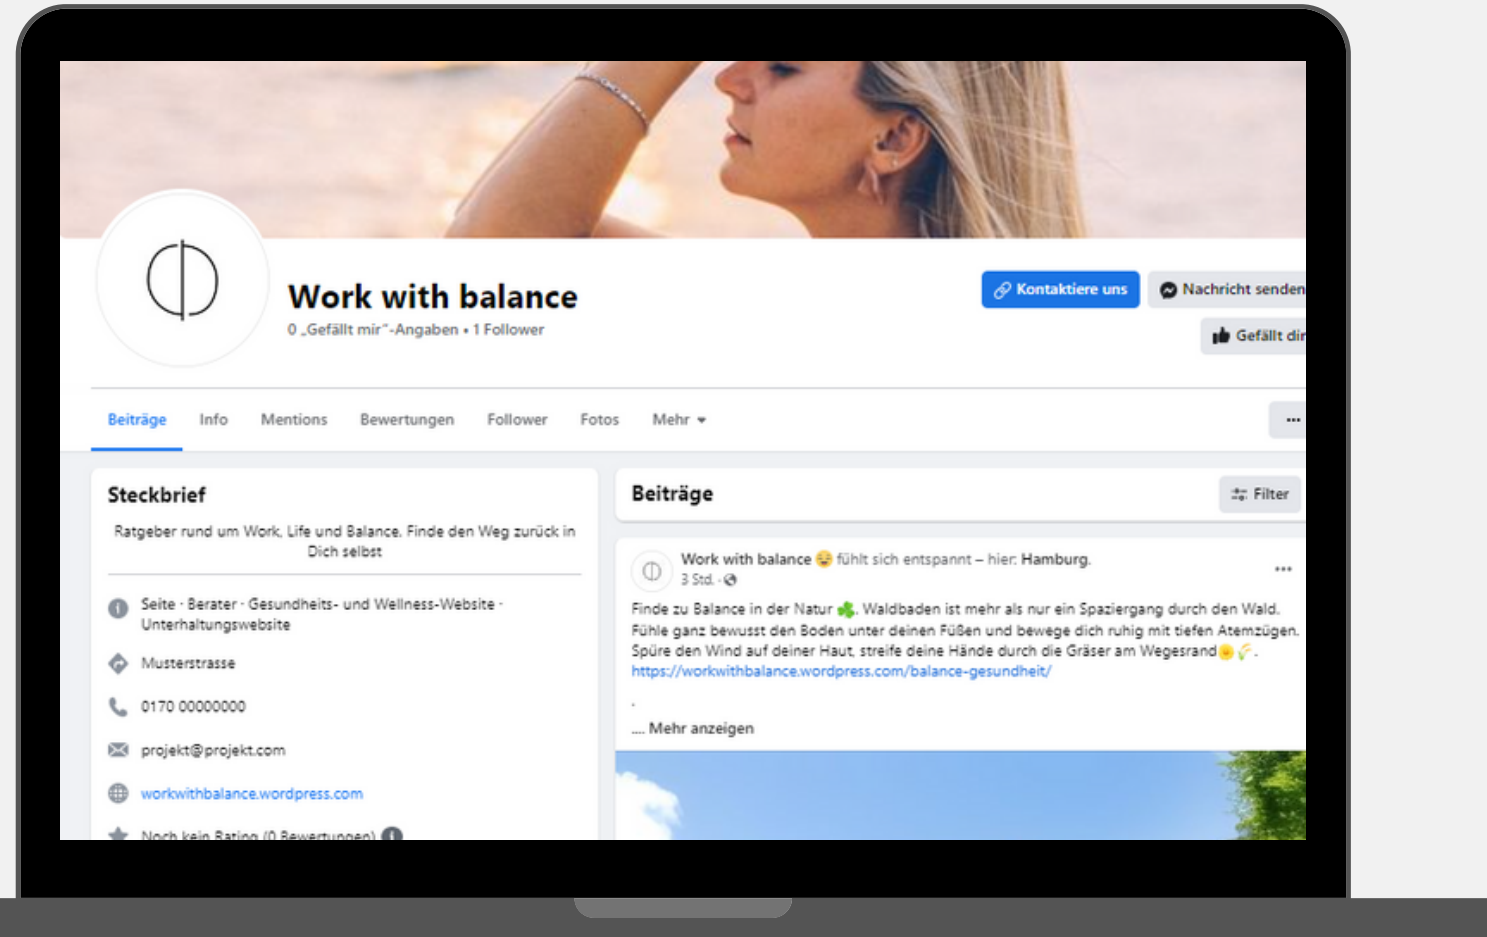 Work with balance
0 „Gefällt mir“-Angaben • 1 Follower
Kontaktiere uns
Nachricht senden
Gefällt dir
Beiträge Info Mentions Bewertungen Follower Fotos Mehr
Steckbrief
Ratgeber rund um Work, Life und Balance. Finde den Weg zurück in
Dich selbst
Seite · Berater · Gesundheits- und Wellness-Website ·
Unterhaltungswebsite
Musterstrasse
0170 00000000
projekt@projekt.com
workwithbalance.wordpress.com
Noch kein Rating (0 Bewertungen)
Beiträge
Filter
Work with balance 😌 fühlt sich entspannt – hier: Hamburg.
3 Std. ·
Finde zu Balance in der Natur ☘️. Waldbaden ist mehr als nur ein Spaziergang durch den Wald.
Fühle ganz bewusst den Boden unter deinen Füßen und bewege dich ruhig mit tiefen Atemzügen.
Spüre den Wind auf deiner Haut, streife deine Hände durch die Gräser am Wegesrand🌼🌾.
https://workwithbalance.wordpress.com/balance-gesundheit/
.
.... Mehr anzeigen